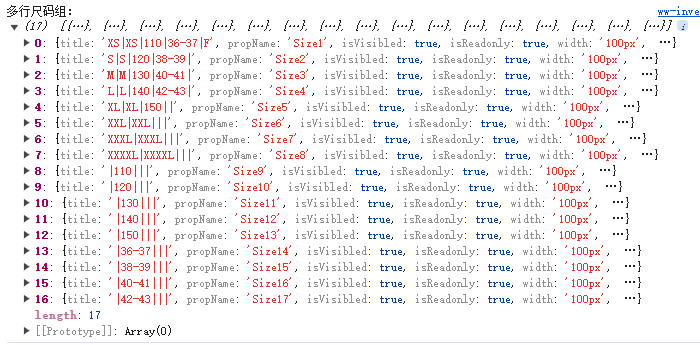 多行尺码组： ww-inve
(17) [{…}, {…}, {…}, {…}, {…}, {…}, {…}, {…}, {…}, {…}, {…}, {…}, {…}, {…}, {…}, {…}, {…}] i
0: {title: 'XS|XS|110|36-37|F', propName: 'Size1', isVisibled: true, isReadonly: true, width: '100px', …}
1: {title: 'S|S|120|38-39|', propName: 'Size2', isVisibled: true, isReadonly: true, width: '100px', …}
2: {title: 'M|M|130|40-41|', propName: 'Size3', isVisibled: true, isReadonly: true, width: '100px', …}
3: {title: 'L|L|140|42-43|', propName: 'Size4', isVisibled: true, isReadonly: true, width: '100px', …}
4: {title: 'XL|XL|150||', propName: 'Size5', isVisibled: true, isReadonly: true, width: '100px', …}
5: {title: 'XXL|XXL|||', propName: 'Size6', isVisibled: true, isReadonly: true, width: '100px', …}
6: {title: 'XXXL|XXXL|||', propName: 'Size7', isVisibled: true, isReadonly: true, width: '100px', …}
7: {title: 'XXXXL|XXXXL|||', propName: 'Size8', isVisibled: true, isReadonly: true, width: '100px', …}
8: {title: '|110|||', propName: 'Size9', isVisibled: true, isReadonly: true, width: '100px', …}
9: {title: '|120|||', propName: 'Size10', isVisibled: true, isReadonly: true, width: '100px', …}
10: {title: '|130|||', propName: 'Size11', isVisibled: true, isReadonly: true, width: '100px', …}
11: {title: '|140|||', propName: 'Size12', isVisibled: true, isReadonly: true, width: '100px', …}
12: {title: '|150|||', propName: 'Size13', isVisibled: true, isReadonly: true, width: '100px', …}
13: {title: '|36-37|||', propName: 'Size14', isVisibled: true, isReadonly: true, width: '100px', …}
14: {title: '|38-39|||', propName: 'Size15', isVisibled: true, isReadonly: true, width: '100px', …}
15: {title: '|40-41|||', propName: 'Size16', isVisibled: true, isReadonly: true, width: '100px', …}
16: {title: '|42-43|||', propName: 'Size17', isVisibled: true, isReadonly: true, width: '100px', …}
length: 17
[[Prototype]]: Array(0)